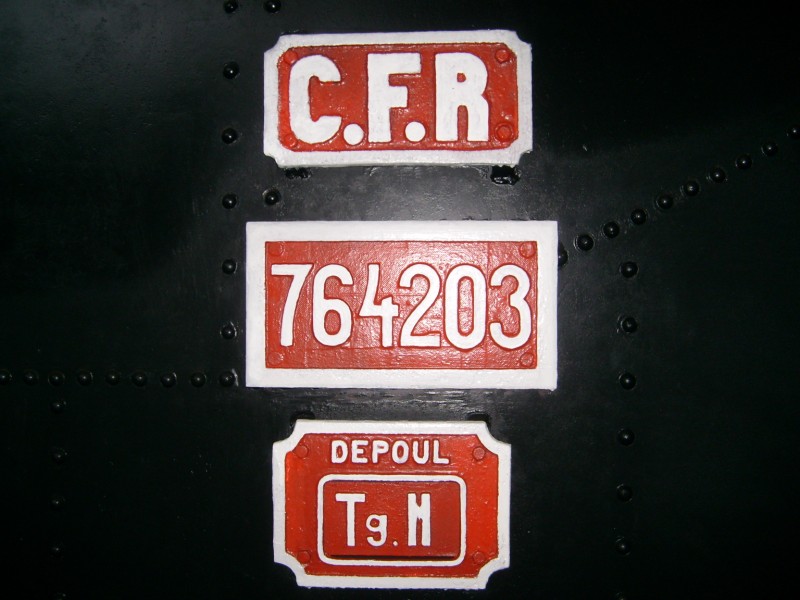 C.F.R
764203
DEPOUL
Tg.M